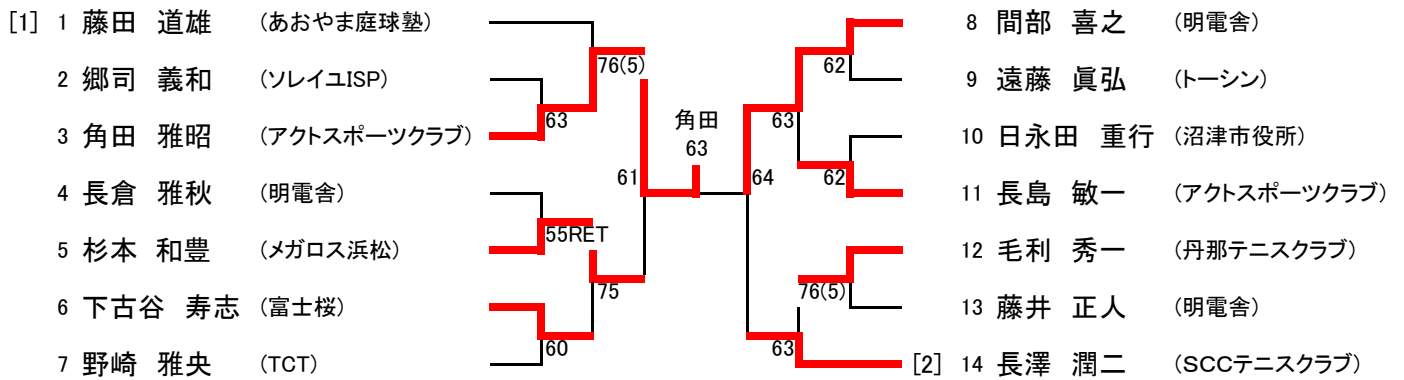 [1] 1 藤田 道雄 (あおやま庭球塾)
2 郷司 義和 (ソレイユISP)
3 角田 雅昭 (アクトスポーツクラブ)
4 長倉 雅秋 (明電舎)
5 杉本 和豊 (メガロス浜松)
6 下古谷 寿志 (富士桜)
7 野崎 雅央 (TCT)
76(5)
63
55RET
60
75
61
角田
63
64
62
63
62
76(5)
63
8 間部 喜之 (明電舎)
9 遠藤 眞弘 (トーシン)
10 日永田 重行 (沼津市役所)
11 長島 敏一 (アクトスポーツクラブ)
12 毛利 秀一 (丹那テニスクラブ)
13 藤井 正人 (明電舎)
[2] 14 長澤 潤二 (SCCテニスクラブ)